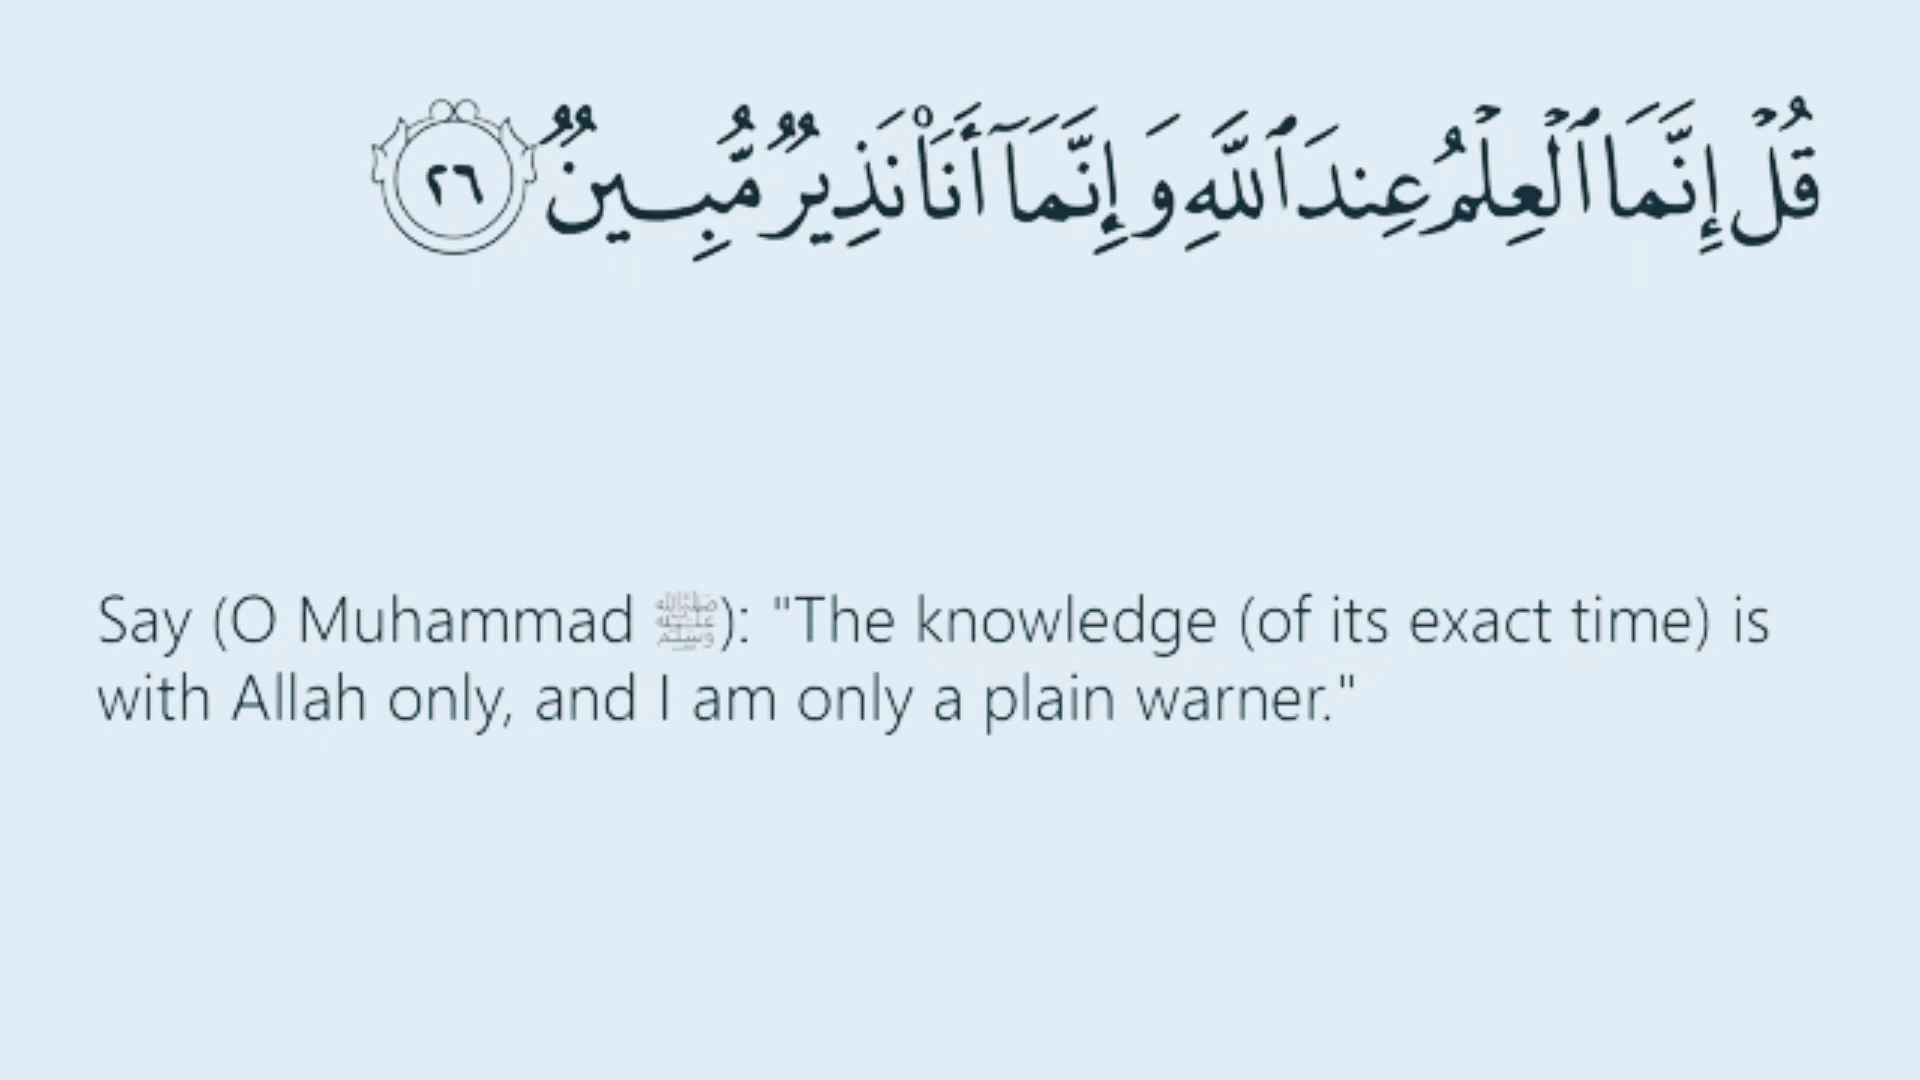 قُلْ إِنَّمَا ٱلْعِلْمُ عِندَ ٱللَّهِ وَإِنَّمَآ أَنَا۠ نَذِيرٌ مُّبِينٌ ٢٦
Say (O Muhammad ﷺ): "The knowledge (of its exact time) is
with Allah only, and I am only a plain warner."